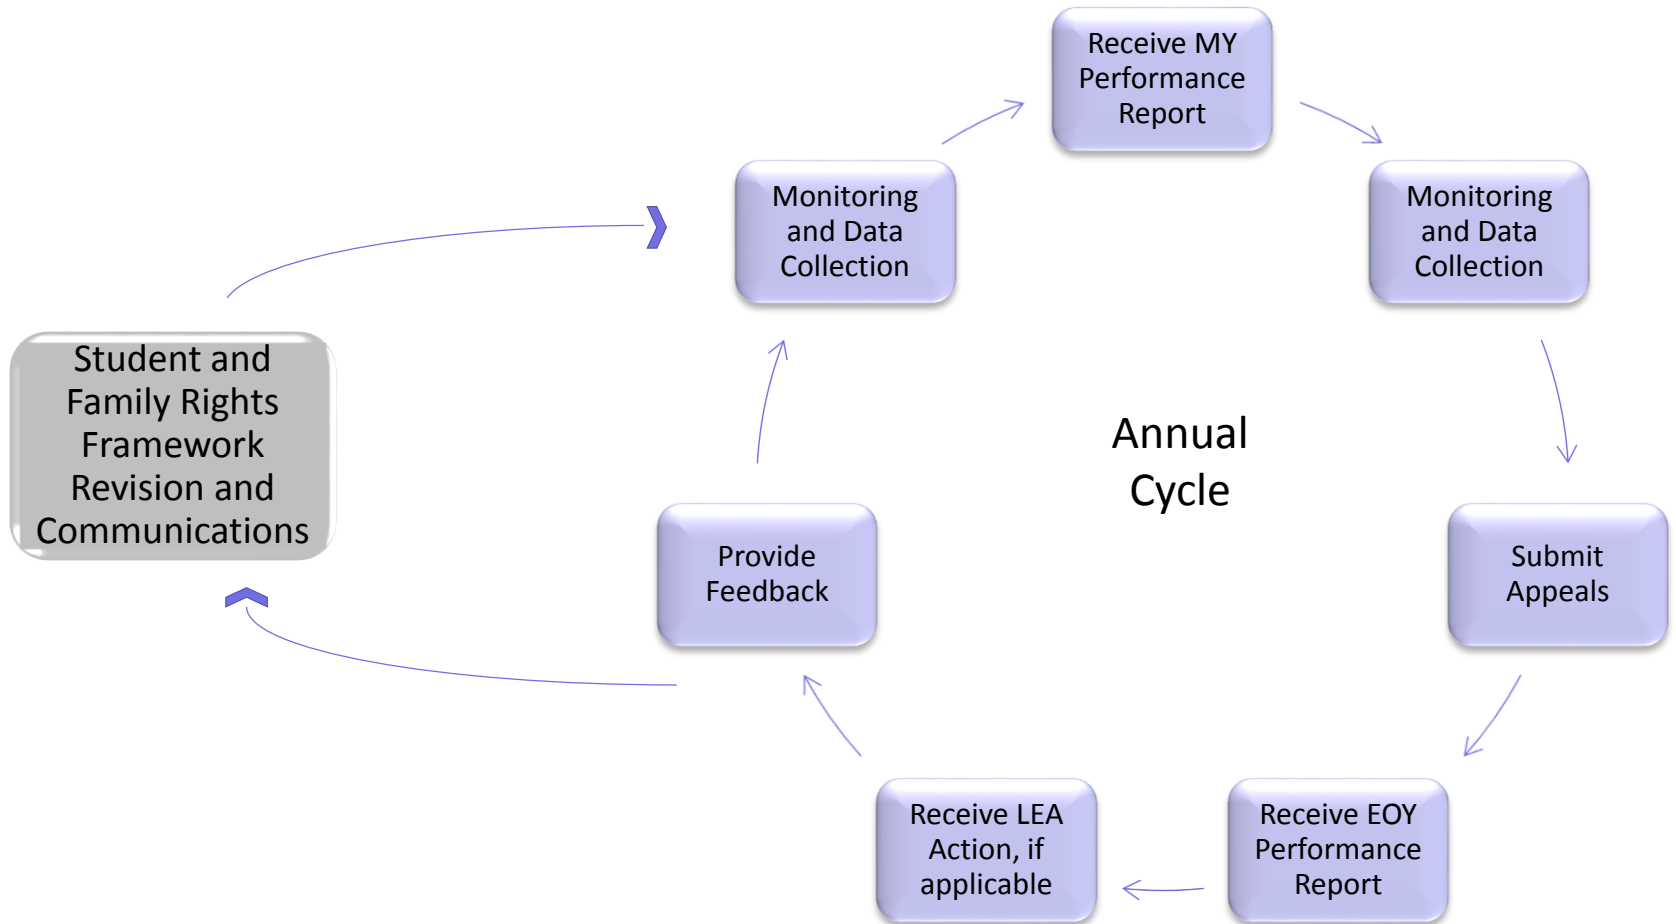 Receive MY
Performance
Report
Monitoring
and Data
Collection
Monitoring
and Data
Collection
Student and
Family Rights
Framework
Revision and
Communications
Annual
Cycle
Provide
Feedback
Submit
Appeals
Receive LEA
Action, if
applicable
Receive EOY
Performance
Report